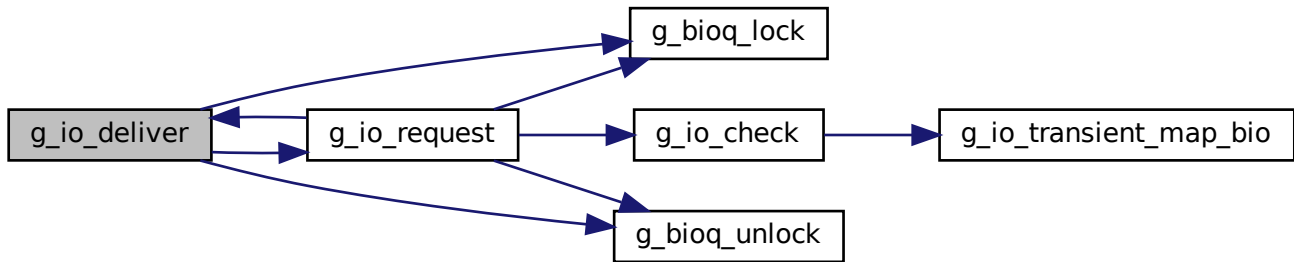 g_bioq_lock
g_io_deliver
g_io_request
g_io_check
g_io_transient_map_bio
g_bioq_unlock